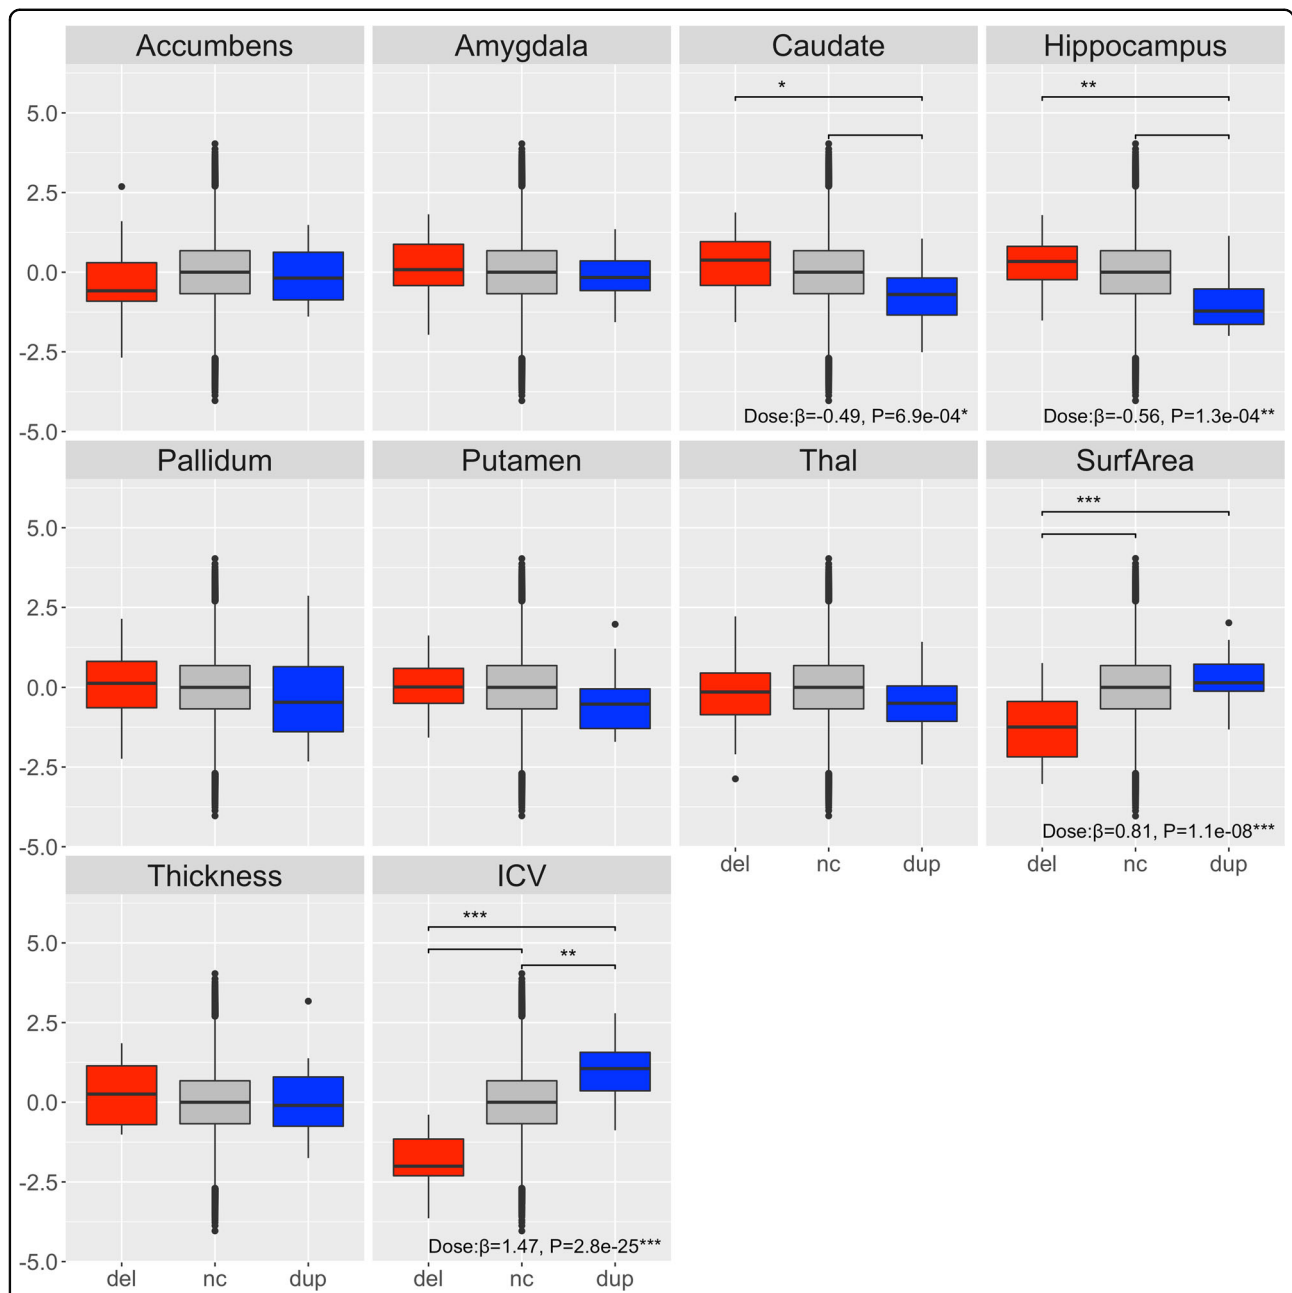 Accumbens Amygdala Caudate Hippocampus
* **
5.0
2.5
0.0
-2.5
Dose:β=-0.49, P=6.9e-04* Dose:β=-0.56, P=1.3e-04**
-5.0
Pallidum Putamen Thal SurfArea
***
5.0
2.5
0.0
-2.5
Dose:β=0.81, P=1.1e-08***
-5.0
del nc dup del nc dup
Thickness ICV
***
5.0
**
2.5
0.0
-2.5
Dose:β=1.47, P=2.8e-25***
-5.0
del nc dup del nc dup